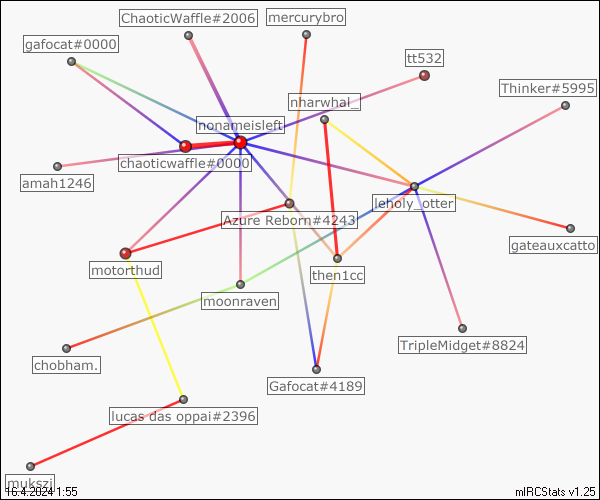 ChaoticWaffle#2006
mercurybro
gafocat#0000
tt532
Thinker#5995
nharwhal_
nonameisleft
chaoticwaffle#0000
amah1246
leholy_otter
Azure Reborn#4243
gateauxcatto
motorthud
then1cc
moonraven
TripleMidget#8824
chobham.
Gafocat#4189
lucas das oppai#2396
mukszi
16.4.2024 1:55
mIRCStats v1.25